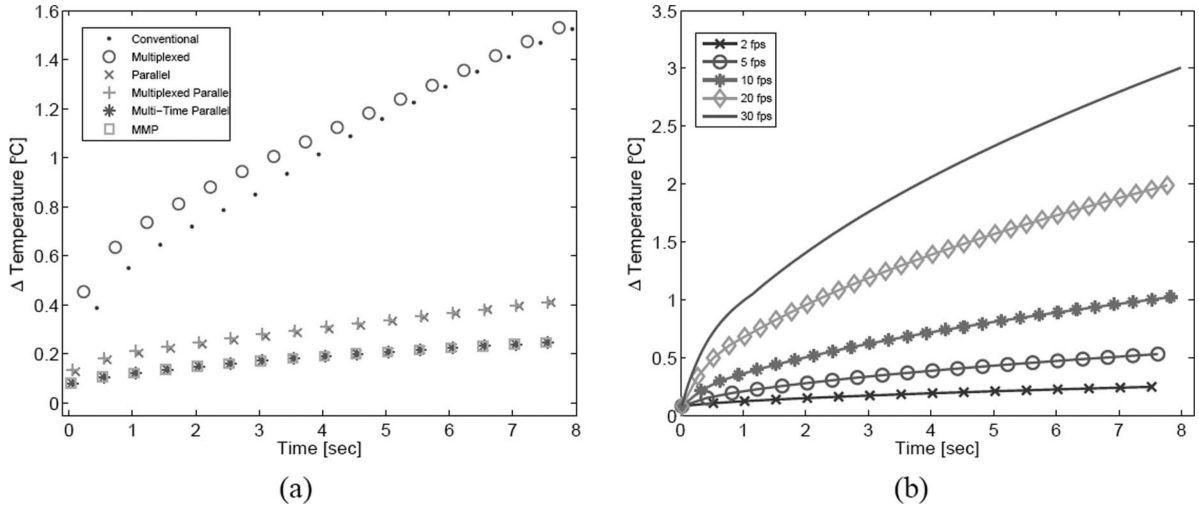 1.6
1.4
1.2
1
0.8
0.6
0.4
0.2
0
Δ Temperature [°C]
Conventional
Multiplexed
Parallel
Multiplexed Parallel
Multi-Time Parallel
MMP
0 1 2 3 4 5 6 7 8
Time [sec]
(a)
3.5
3
2.5
2
1.5
1
0.5
0
Δ Temperature [°C]
2 fps
5 fps
10 fps
20 fps
30 fps
0 1 2 3 4 5 6 7 8
Time [sec]
(b)